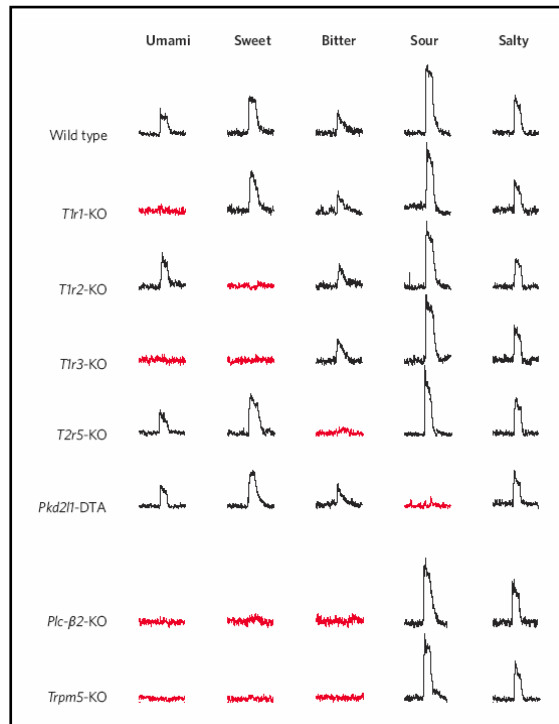 Umami Sweet Bitter Sour Salty
Wild type
T1r1-KO
T1r2-KO
T1r3-KO
T2r5-KO
Pkd2l1-DTA
Plc-β2-KO
Trpm5-KO